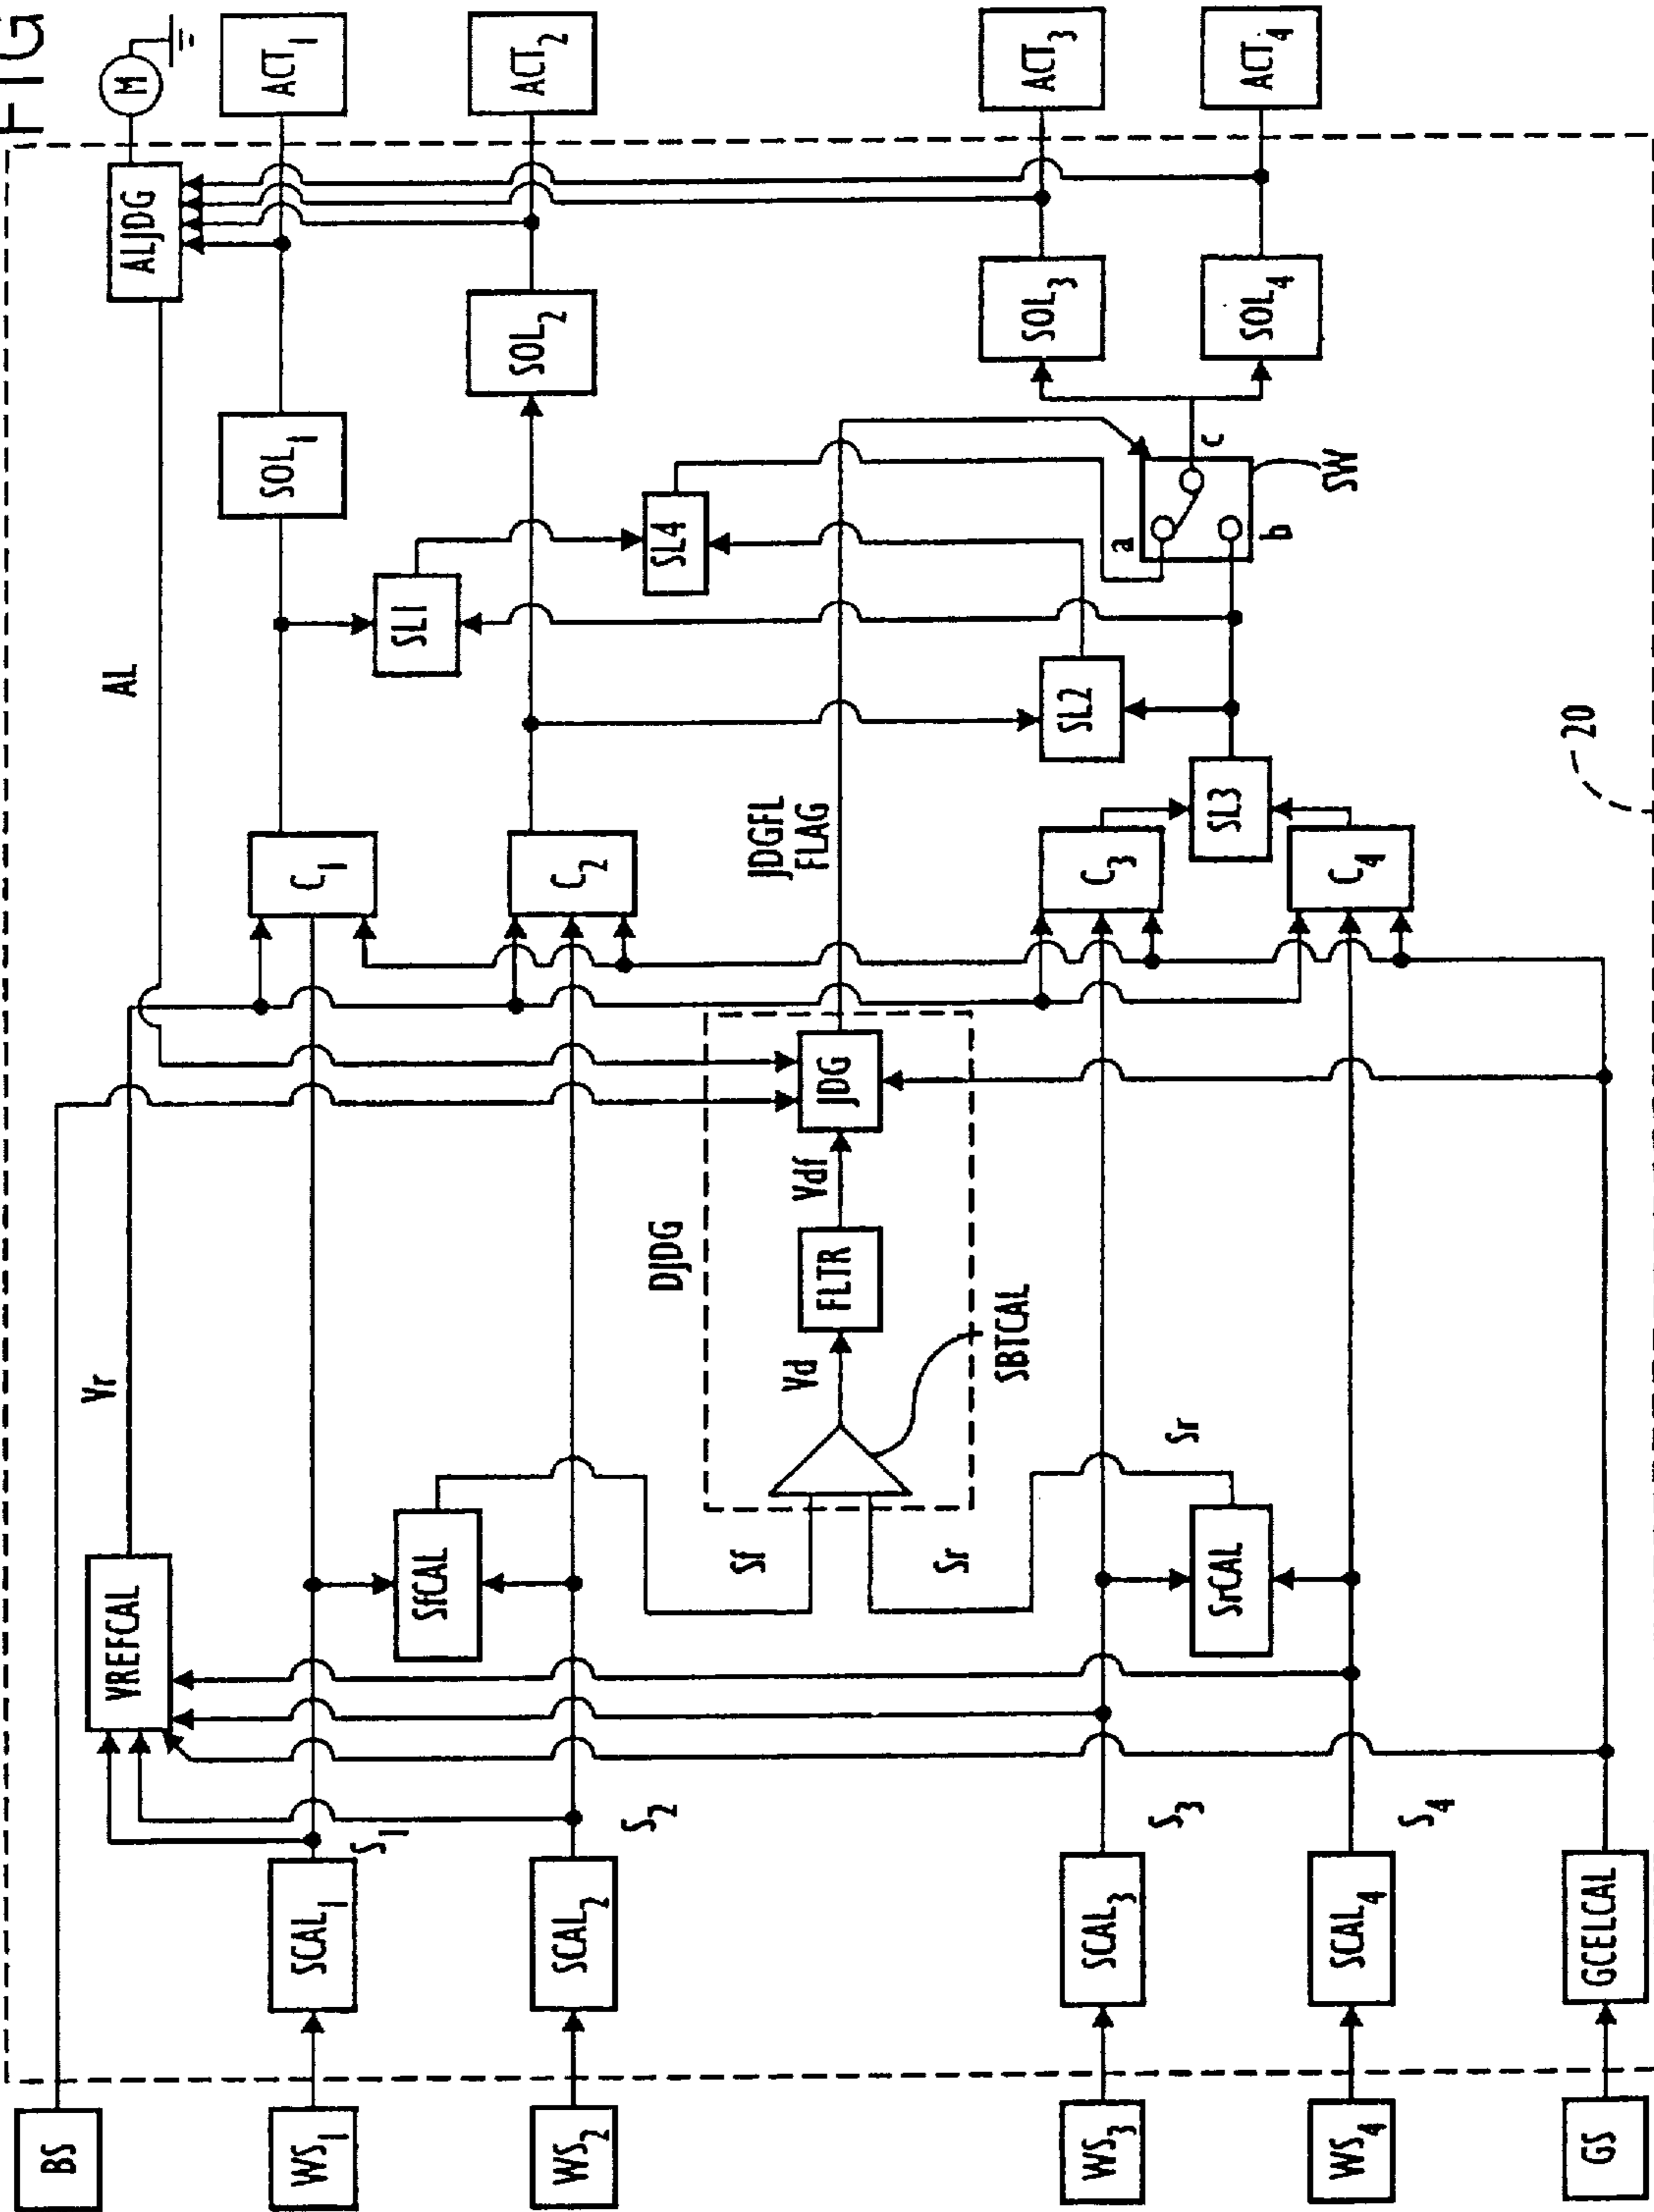 FIG
BS
WS1
WS2
WS3
WS4
GS
SCAL1
SCAL2
SCAL3
SCAL4
GCELCAL
S1
S2
S3
S4
VREFCAL
SfCAL
SrCAL
Sf
Sr
Sr
Vr
Vd
SBTCAL
FLTR
Vdf
DJDG
JDG
JDGFL
FLAG
AL
C1
C2
C3
C4
SL1
SL2
SL3
SL4
a
b
c
SW
20
SOL1
SOL2
SOL3
SOL4
ALJDG
M
ACT1
ACT2
ACT3
ACT4